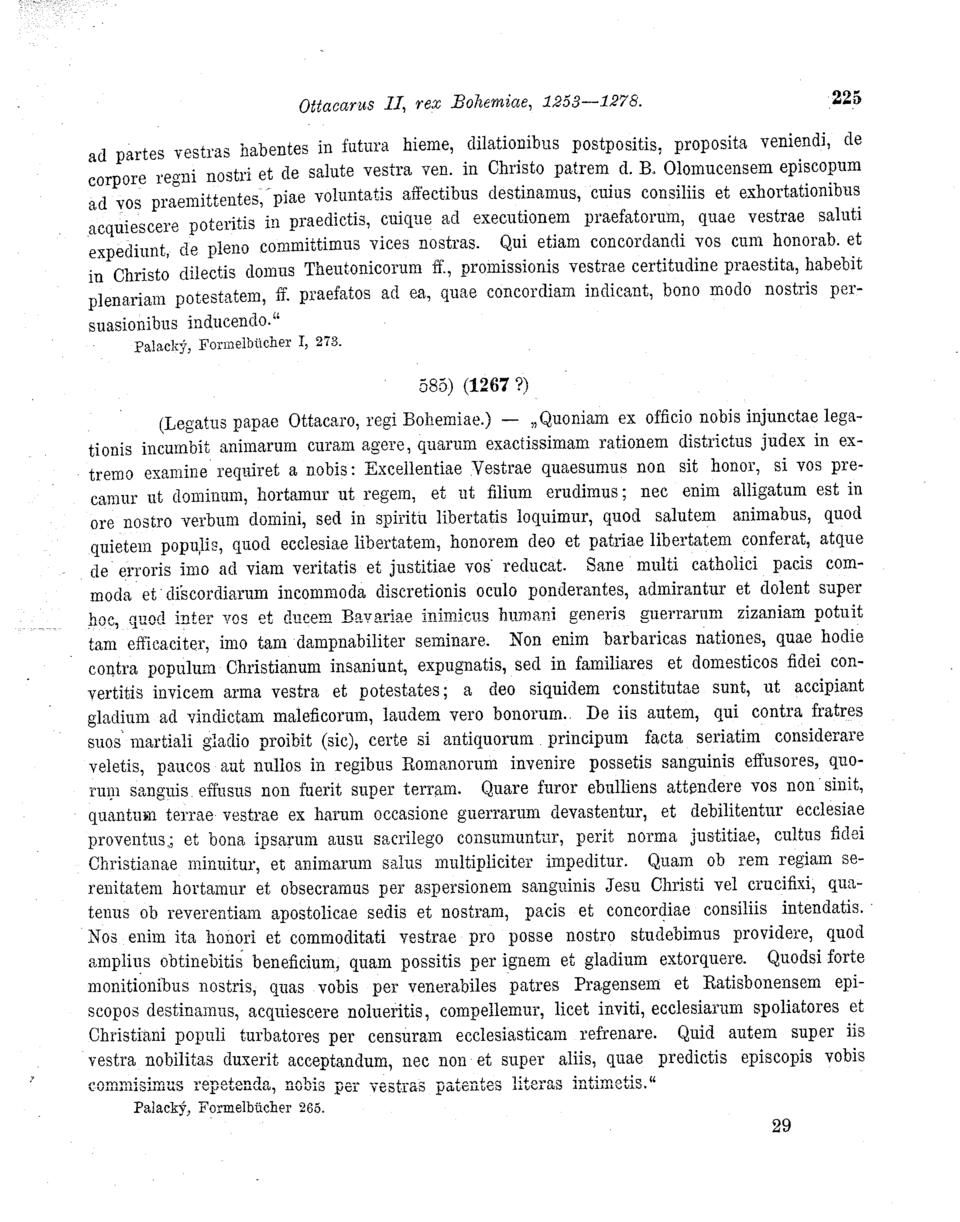 Ottacarus II, rex Bohemiae, 1253—1278. 225
ad partes vestras habentes in futura hieme, dilationibus postpositis, proposita veniendi, de
corpore regni nostri et de salute vestra ven. in Christo patrem d. B. Olomucensem episcopum
ad vos praemittentes, piae voluntatis affectibus destinamus, cuius consiliis et exhortationibus
acquiescere poteritis in praedictis, cuique ad executionem praefatorum, quae vestrae saluti
expediunt, de pleno committimus vices nostras. Qui etiam concordandi vos cum honorab. et
in Christo dilectis domus Theutonicorum ff., promissionis vestrae certitudine praestita, habebit
plenariam potestatem, ff. praefatos ad ea, quae concordiam indicant, bono modo nostris per-
suasionibus inducendo.“
Palacký, Formelbücher I, 273.
585) (1267 ?)
(Legatus papae Ottacaro, regi Bohemiae.) — „Quoniam ex officio nobis injunctae lega-
tionis incumbit animarum curam agere, quarum exactissimam rationem districtus judex in ex-
tremo examine requiret a nobis: Excellentiae Vestrae quaesumus non sit honor, si vos pre-
camur ut dominum, hortamur ut regem, et ut filium erudimus; nec enim alligatum est in
ore nostro verbum domini, sed in spiritu libertatis loquimur, quod salutem animabus, quod
quietem populis, quod ecclesiae libertatem, honorem deo et patriae libertatem conferat, atque
de erroris imo ad viam veritatis et justitiae vos reducat. Sane multi catholici pacis com-
moda et discordiarum incommoda discretionis oculo ponderantes, admirantur et dolent super
hoc, quod inter vos et ducem Bavariae inimicus humani generis guerrarum zizaniam potuit
tam efficaciter, imo tam dampnabiliter seminare. Non enim barbaricas nationes, quae hodie
contra populum Christianum insaniunt, expugnatis, sed in familiares et domesticos fidei con-
vertitis invicem arma vestra et potestates; a deo siquidem constitutae sunt, ut accipiant
gladium ad vindictam maleficorum, laudem vero bonorum. De iis autem, qui contra fratres
suos martiali gladio proibit (sic), certe si antiquorum principum facta seriatim considerare
veletis, paucos aut nullos in regibus Romanorum invenire possetis sanguinis effusores, quo-
rum sanguis effusus non fuerit super terram. Quare furor ebulliens attendere vos non sinit,
quantum terrae vestrae ex harum occasione guerrarum devastentur, et debilitentur ecclesiae
proventus; et bona ipsarum ausu sacrilego consumuntur, perit norma justitiae, cultus fidei
Christianae minuitur, et animarum salus multipliciter impeditur. Quam ob rem regiam se-
renitatem hortamur et obsecramus per aspersionem sanguinis Jesu Christi vel crucifixi, qua-
tenus ob reverentiam apostolicae sedis et nostram, pacis et concordiae consiliis intendatis.
Nos enim ita honori et commoditati vestrae pro posse nostro studebimus providere, quod
amplius obtinebitis beneficium, quam possitis per ignem et gladium extorquere. Quodsi forte
monitionibus nostris, quas vobis per venerabiles patres Pragensem et Ratisbonensem epi-
scopos destinamus, acquiescere nolueritis, compellemur, licet inviti, ecclesiarum spoliatores et
Christiani populi turbatores per censuram ecclesiasticam refrenare. Quid autem super iis
vestra nobilitas duxerit acceptandum, nec non et super aliis, quae predictis episcopis vobis
commisimus repetenda, nobis per vestras patentes literas intimetis.“
Palacký, Formelbücher 265.
29